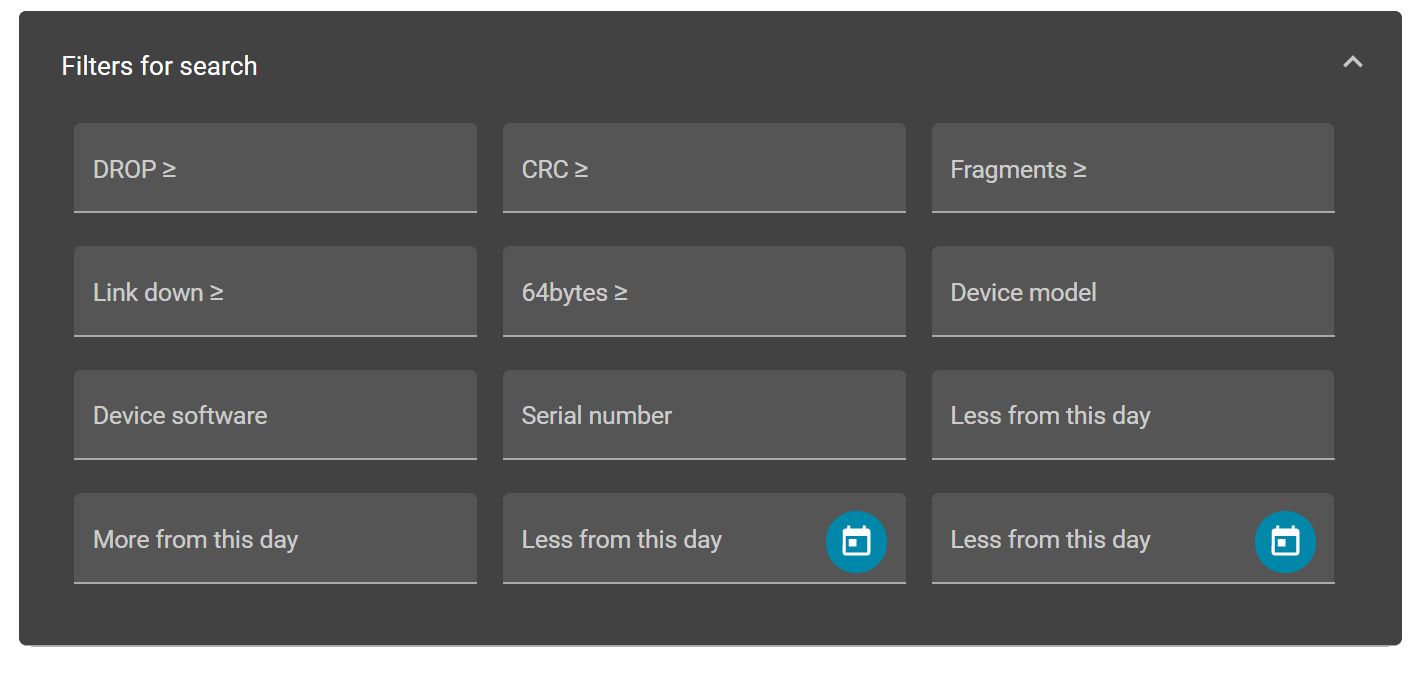 Filters for search
DROP ≥
CRC ≥
Fragments ≥
Link down ≥
64bytes ≥
Device model
Device software
Serial number
Less from this day
More from this day
Less from this day
Less from this day